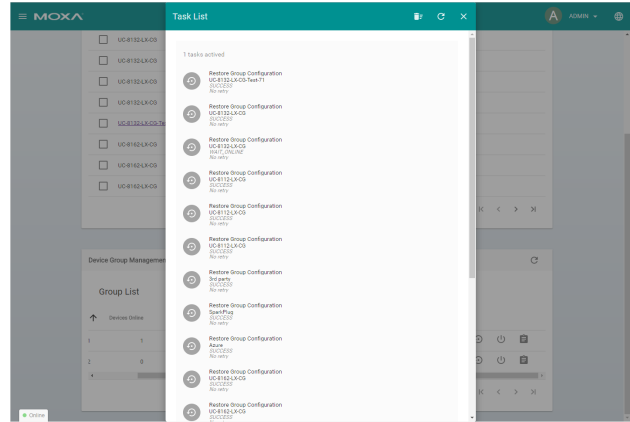 MOXA
Task List
A ADMIN
UC-8132-LX-CG
UC-8132-LX-CG
UC-8132-LX-CG
UC-8132-LX-CG
UC-8132-LX-CG-Te
UC-8162-LX-CG
UC-8162-LX-CG
UC-8162-LX-CG
Device Group Managemen
Group List
Devices Online
1 1
2 0
Online
1 tasks actived
Restore Group Configuration
UC-8132-LX-CG-Test-71
SUCCESS
No retry
Restore Group Configuration
UC-8132-LX-CG
SUCCESS
No retry
Restore Group Configuration
UC-8132-LX-CG
WAIT_ONLINE
No retry
Restore Group Configuration
UC-8112-LX-CG
SUCCESS
No retry
Restore Group Configuration
UC-8112-LX-CG
SUCCESS
No retry
Restore Group Configuration
UC-8112-LX-CG
SUCCESS
No retry
Restore Group Configuration
3rd party
SUCCESS
No retry
Restore Group Configuration
SparkPlug
SUCCESS
No retry
Restore Group Configuration
Azure
SUCCESS
No retry
Restore Group Configuration
UC-8162-LX-CG
SUCCESS
No retry
Restore Group Configuration
UC-8162-LX-CG
SUCCESS